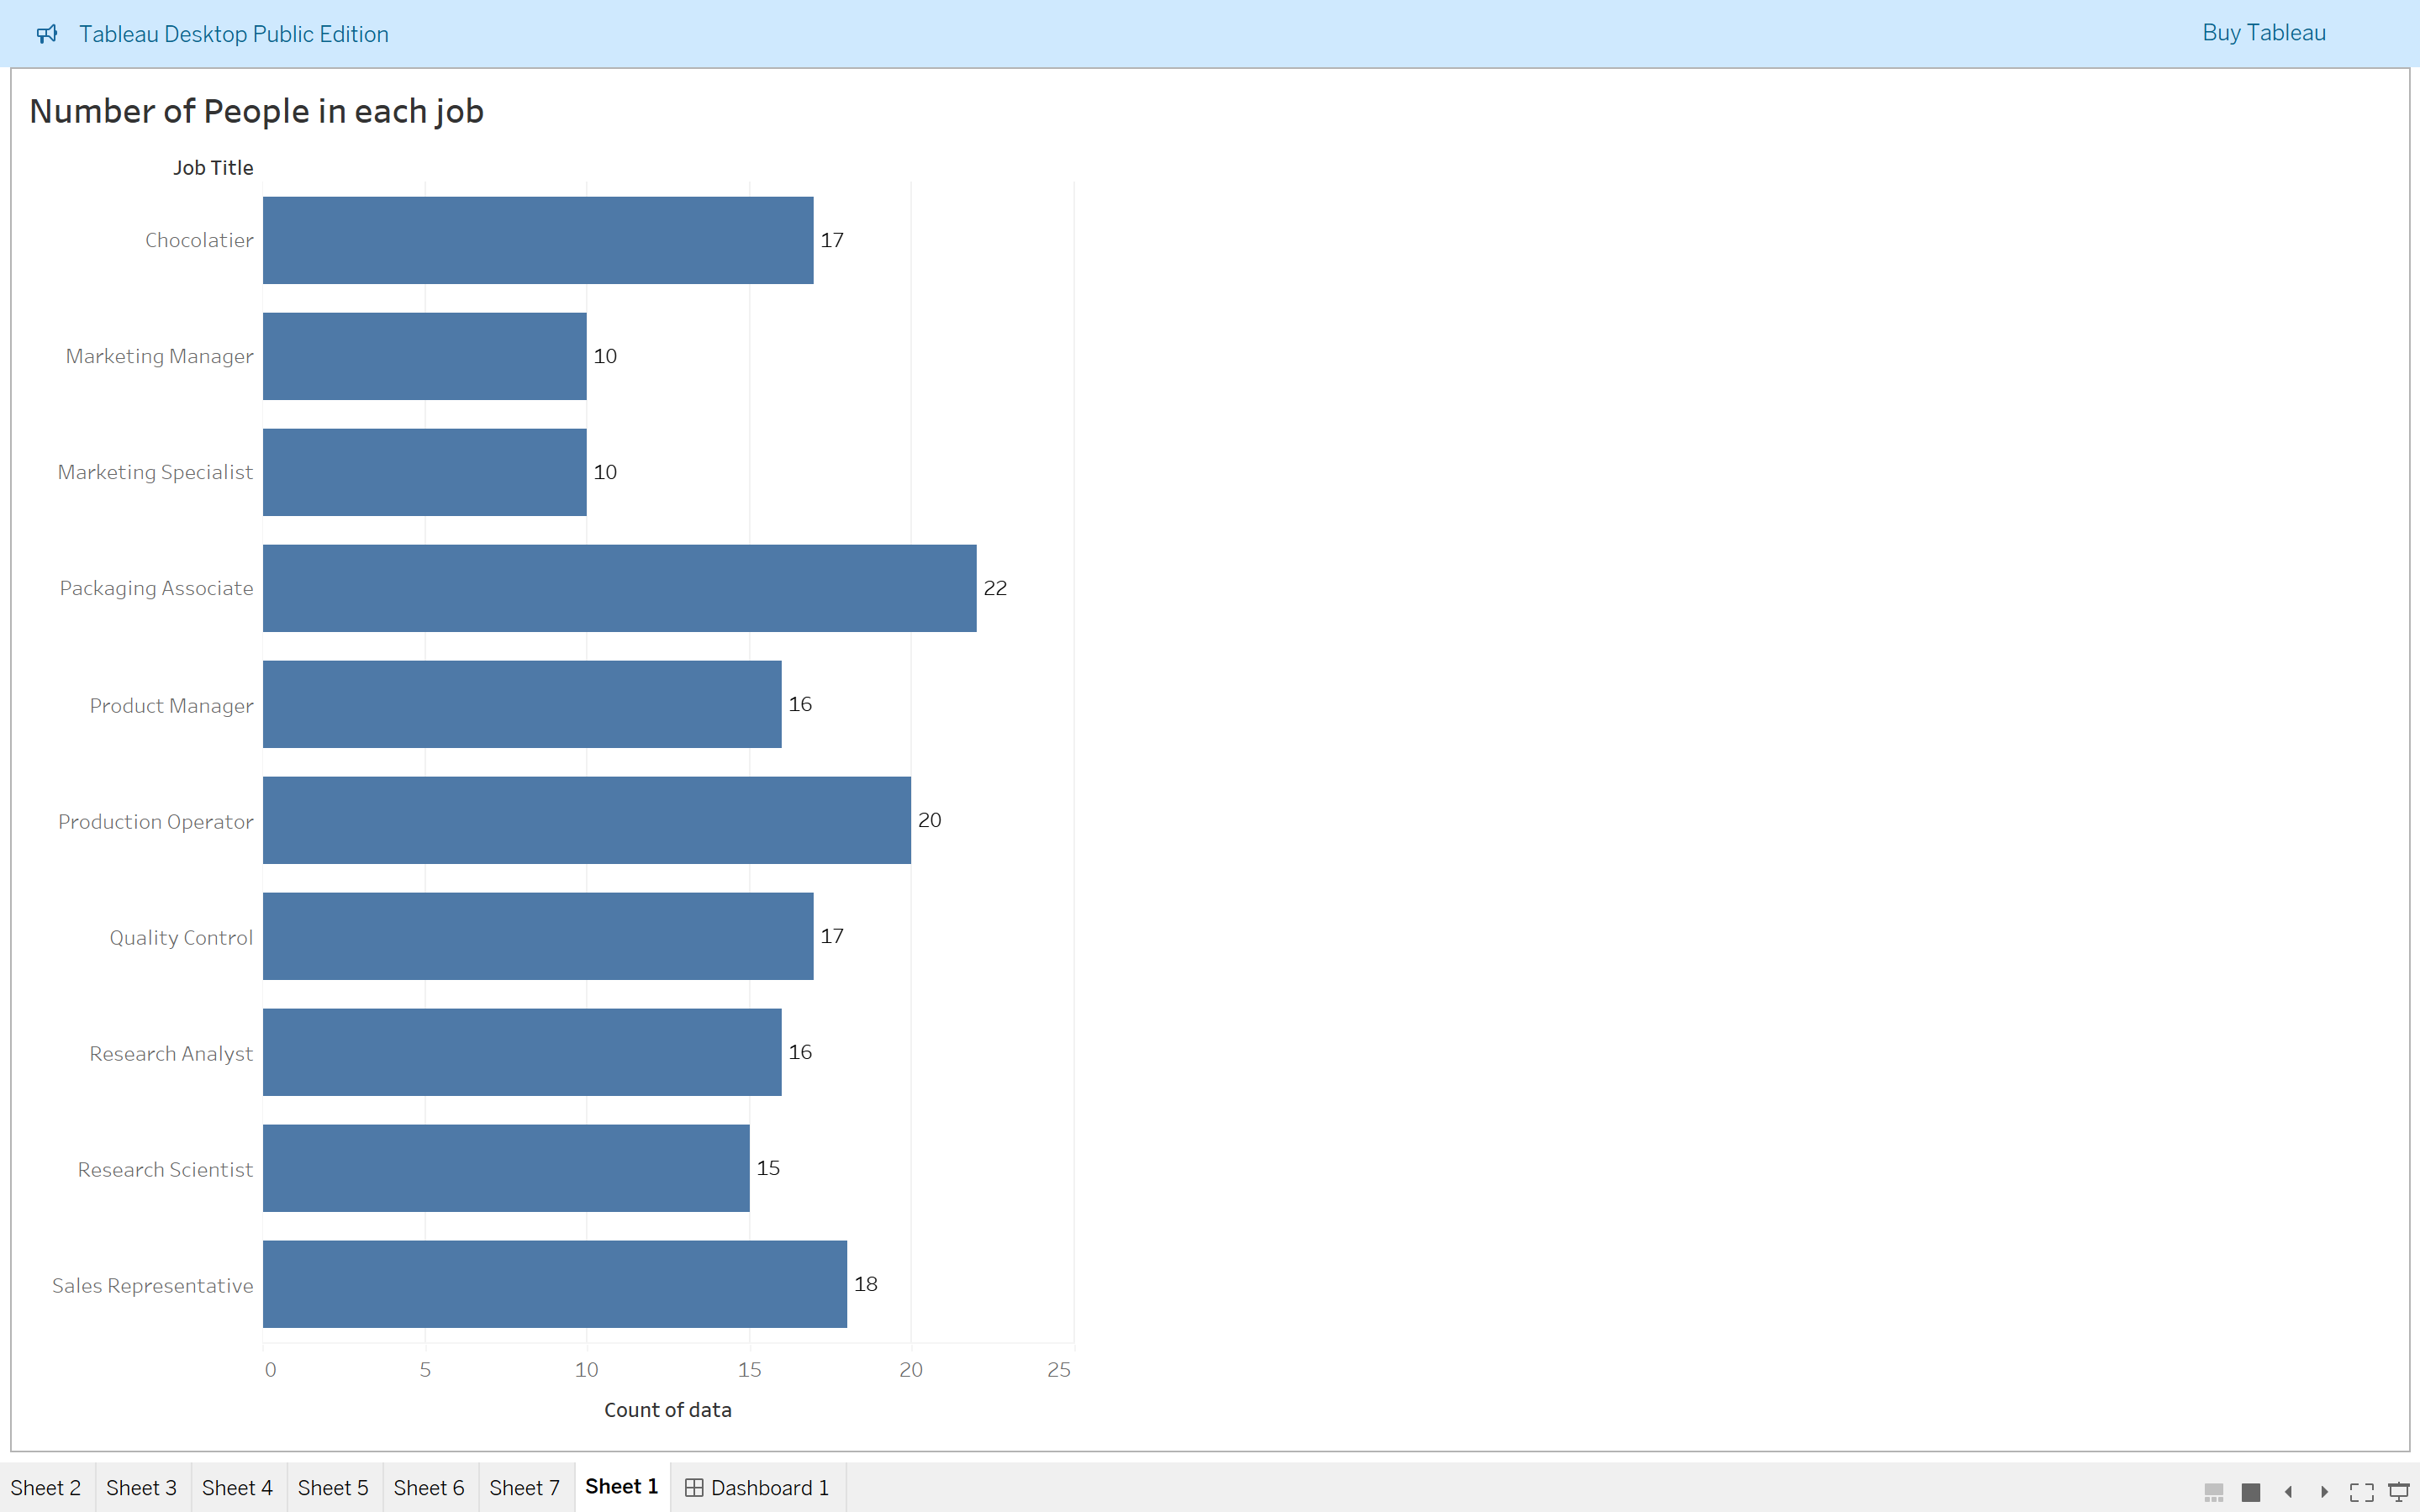 Tableau Desktop Public Edition
Buy Tableau
Number of People in each job
Job Title
Chocolatier 17
Marketing Manager 10
Marketing Specialist 10
Packaging Associate 22
Product Manager 16
Production Operator 20
Quality Control 17
Research Analyst 16
Research Scientist 15
Sales Representative 18
0 5 10 15 20 25
Count of data
Sheet 2 Sheet 3 Sheet 4 Sheet 5 Sheet 6 Sheet 7 Sheet 1 Dashboard 1